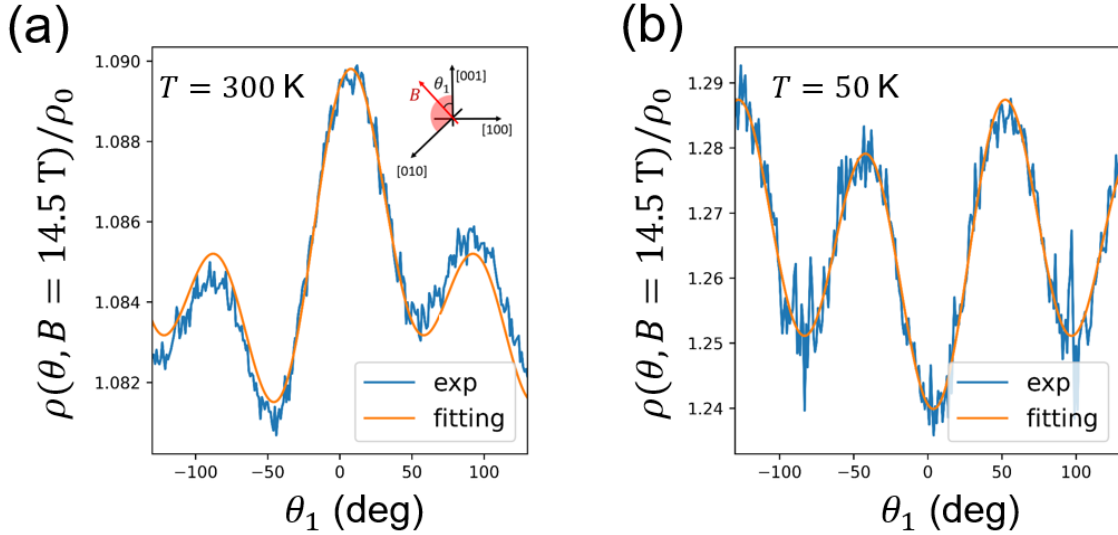 (a)
T = 300 K
ρ(θ, B = 14.5 T)/ρ₀
1.090
1.088
1.086
1.084
1.082
B
θ₁
[001]
[100]
[010]
exp
fitting
−100
−50
0
50
100
θ₁ (deg)
(b)
T = 50 K
ρ(θ, B = 14.5 T)/ρ₀
1.29
1.28
1.27
1.26
1.25
1.24
exp
fitting
−100
−50
0
50
100
θ₁ (deg)